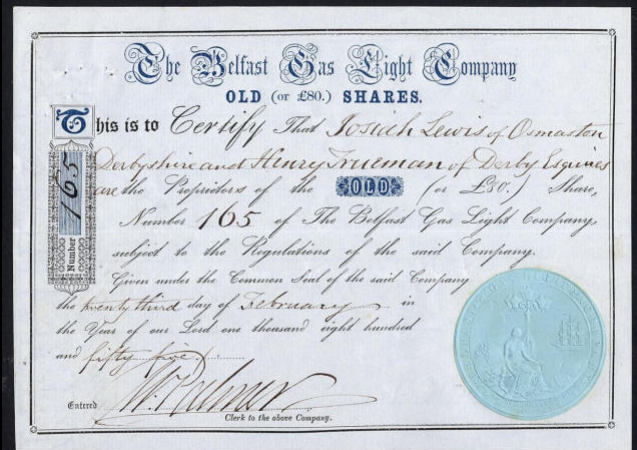 The Belfast Gas Light Company
OLD (or £80.) SHARES.
This is to Certify That Josiah Lewis of Osmaston
Derbyshire and Henry Trueman of Derby Esquires
are the Proprietors of the OLD (or £80.) Share,
Number 165 of The Belfast Gas Light Company,
subject to the Regulations of the said Company.
Given under the Common Seal of the said Company
the twenty third day of February in
the Year of our Lord one thousand eight hundred
and fifty five.
Entered
Clerk to the above Company.
Number 165